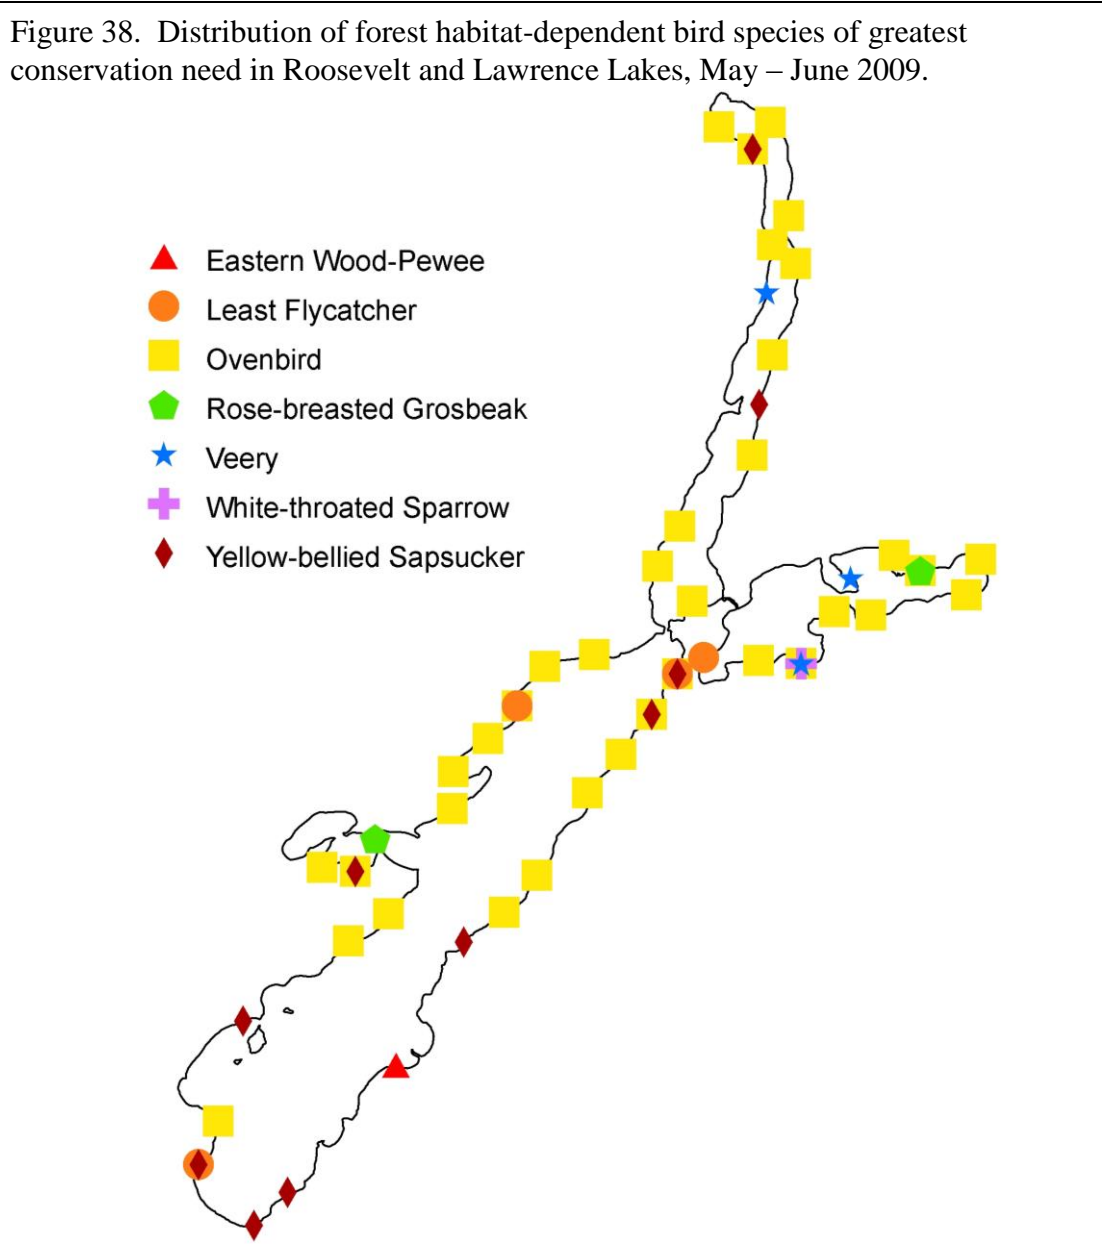 Figure 38.  Distribution of forest habitat-dependent bird species of greatest
conservation need in Roosevelt and Lawrence Lakes, May – June 2009.
Eastern Wood-Pewee
Least Flycatcher
Ovenbird
Rose-breasted Grosbeak
Veery
White-throated Sparrow
Yellow-bellied Sapsucker